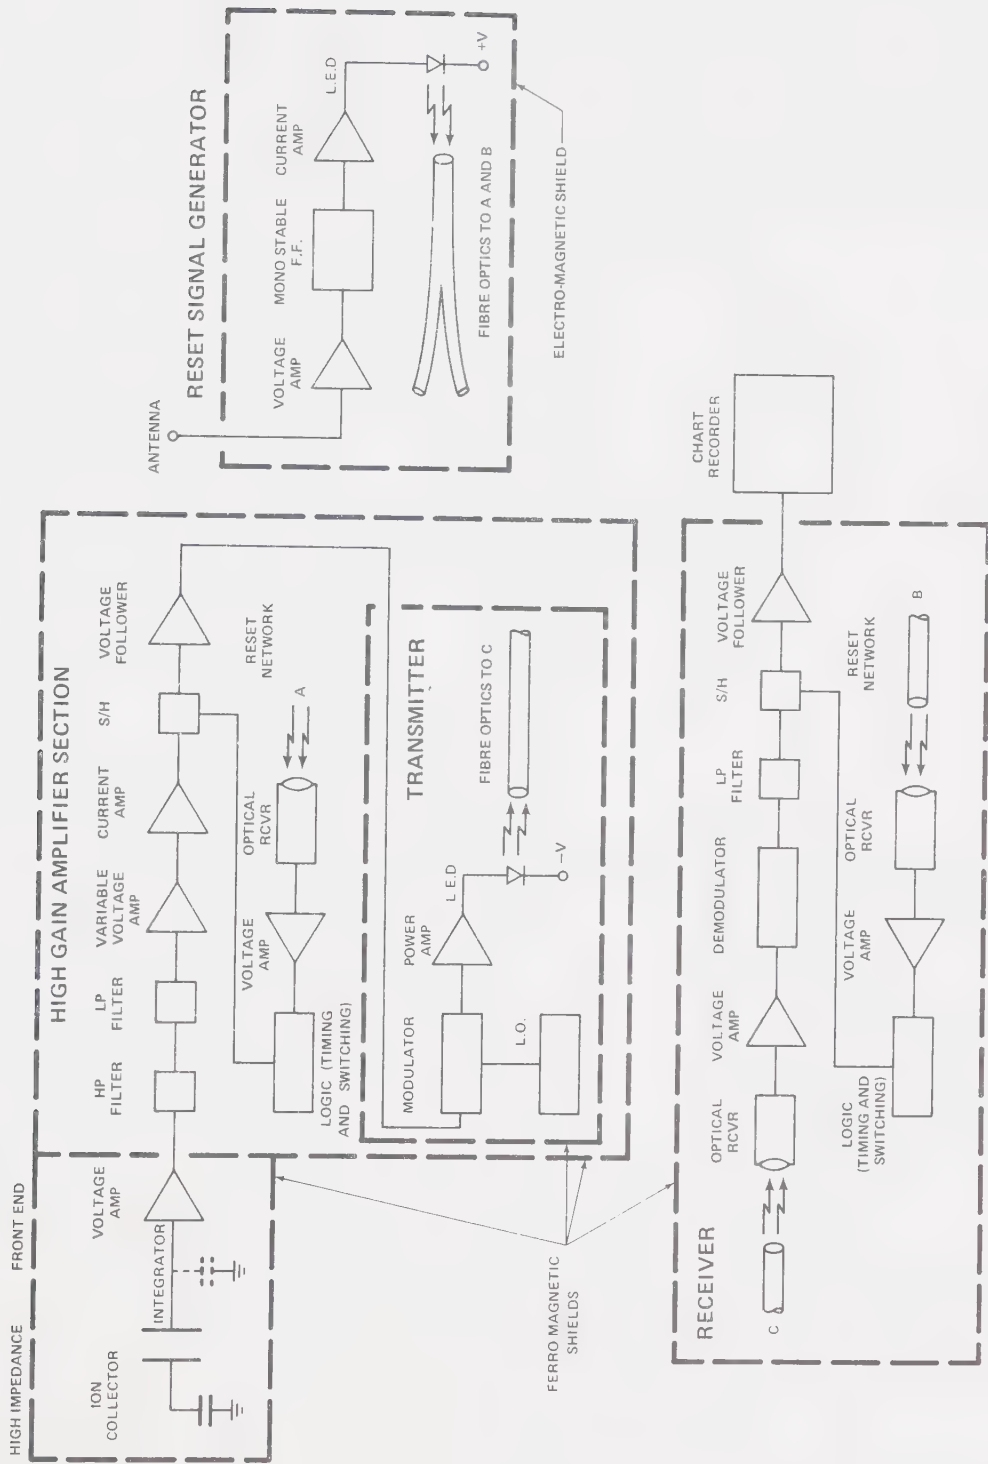 HIGH IMPEDANCE FRONT END
ION
COLLECTOR
INTEGRATOR
VOLTAGE
AMP
HIGH GAIN AMPLIFIER SECTION
HP
FILTER
LP
FILTER
VARIABLE
VOLTAGE
AMP
CURRENT
AMP
S/H
VOLTAGE
FOLLOWER
LOGIC (TIMING
AND SWITCHING)
VOLTAGE
AMP
OPTICAL
RCVR
A
RESET
NETWORK
TRANSMITTER
MODULATOR
L.O.
POWER
AMP
L.E.D
−V
FIBRE OPTICS TO C
ANTENNA
RESET SIGNAL GENERATOR
VOLTAGE
AMP
MONO STABLE
F.F.
CURRENT
AMP
L.E.D
+V
FIBRE OPTICS TO A AND B
ELECTRO-MAGNETIC SHIELD
FERRO MAGNETIC
SHIELDS
RECEIVER
C
OPTICAL
RCVR
VOLTAGE
AMP
DEMODULATOR
LP
FILTER
S/H
VOLTAGE
FOLLOWER
CHART
RECORDER
LOGIC
(TIMING AND
SWITCHING)
VOLTAGE
AMP
OPTICAL
RCVR
RESET
NETWORK
B